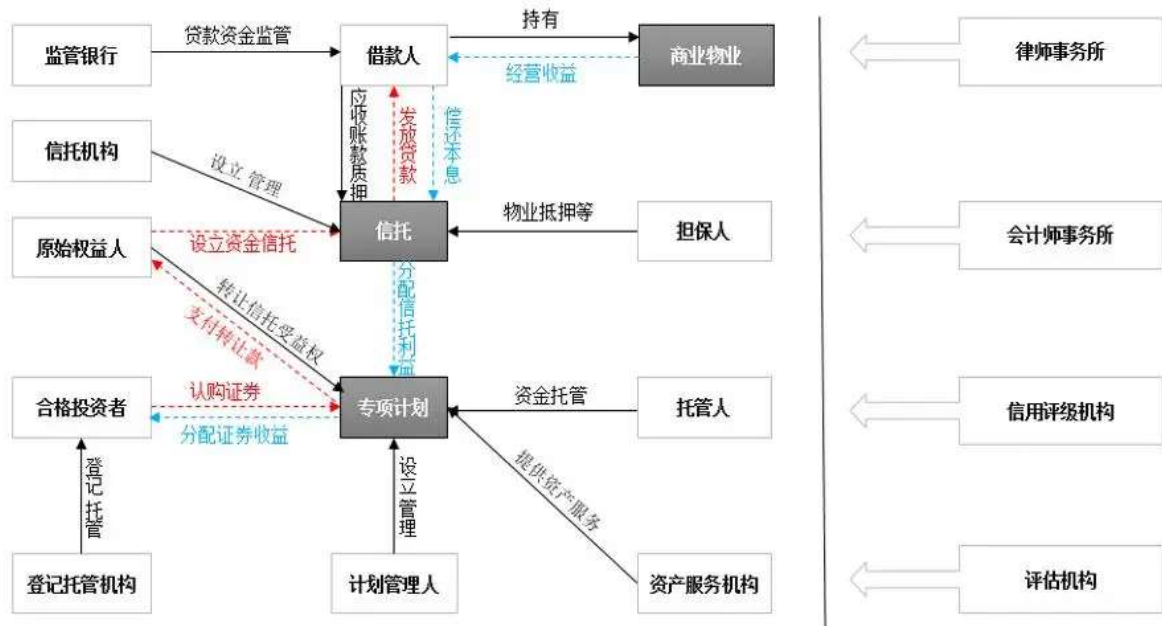 持有
监管银行
贷款资金监管
借款人
商业物业
律师事务所
经营收益
应收账款质押
发放贷款
偿还本息
信托机构
设立 管理
原始权益人
设立资金信托
信托
物业抵押等
担保人
会计师事务所
转让信托受益权
支付转让款
分配信托利益
合格投资者
认购证券
分配证券收益
专项计划
资金托管
托管人
信用评级机构
登记 托管
设立 管理
提供资产服务
登记托管机构
计划管理人
资产服务机构
评估机构